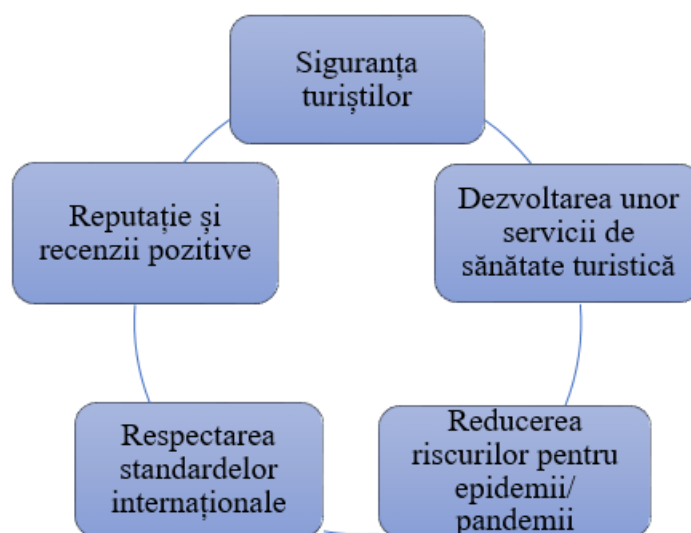 Siguranța
turiștilor
Reputație și
recenzii pozitive
Dezvoltarea unor
servicii de
sănătate turistică
Respectarea
standardelor
internaționale
Reducerea
riscurilor pentru
epidemii/
pandemii